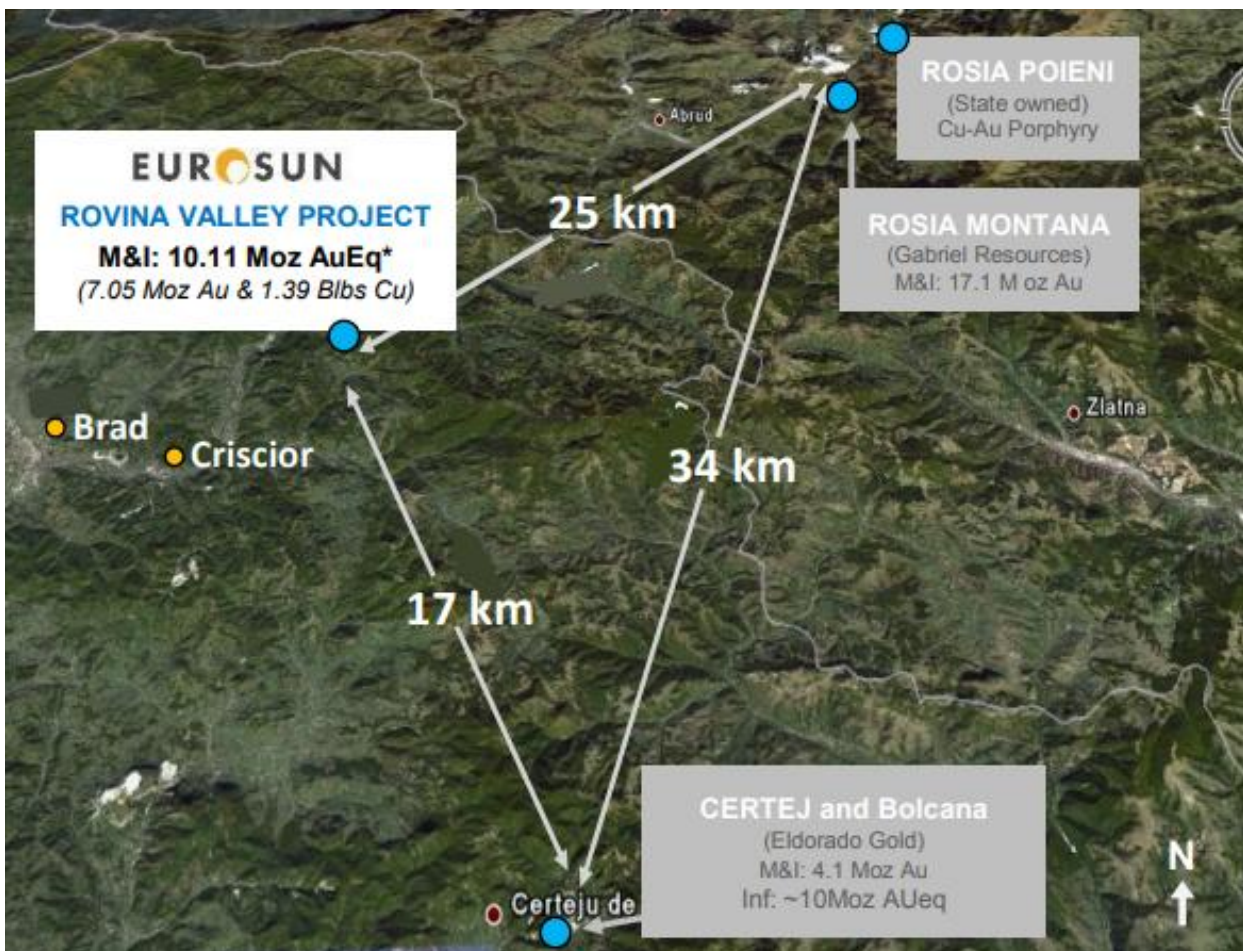 ROSIA POIENI
(State owned)
Cu-Au Porphyry
Abrud
EUROSUN
ROVINA VALLEY PROJECT
M&I: 10.11 Moz AuEq*
(7.05 Moz Au & 1.39 Blbs Cu)
25 km
ROSIA MONTANA
(Gabriel Resources)
M&I: 17.1 M oz Au
Zlatna
Brad
Criscior
34 km
17 km
CERTEJ and Bolcana
(Eldorado Gold)
M&I: 4.1 Moz Au
Inf: ~10Moz AUeq
Certeju de
N